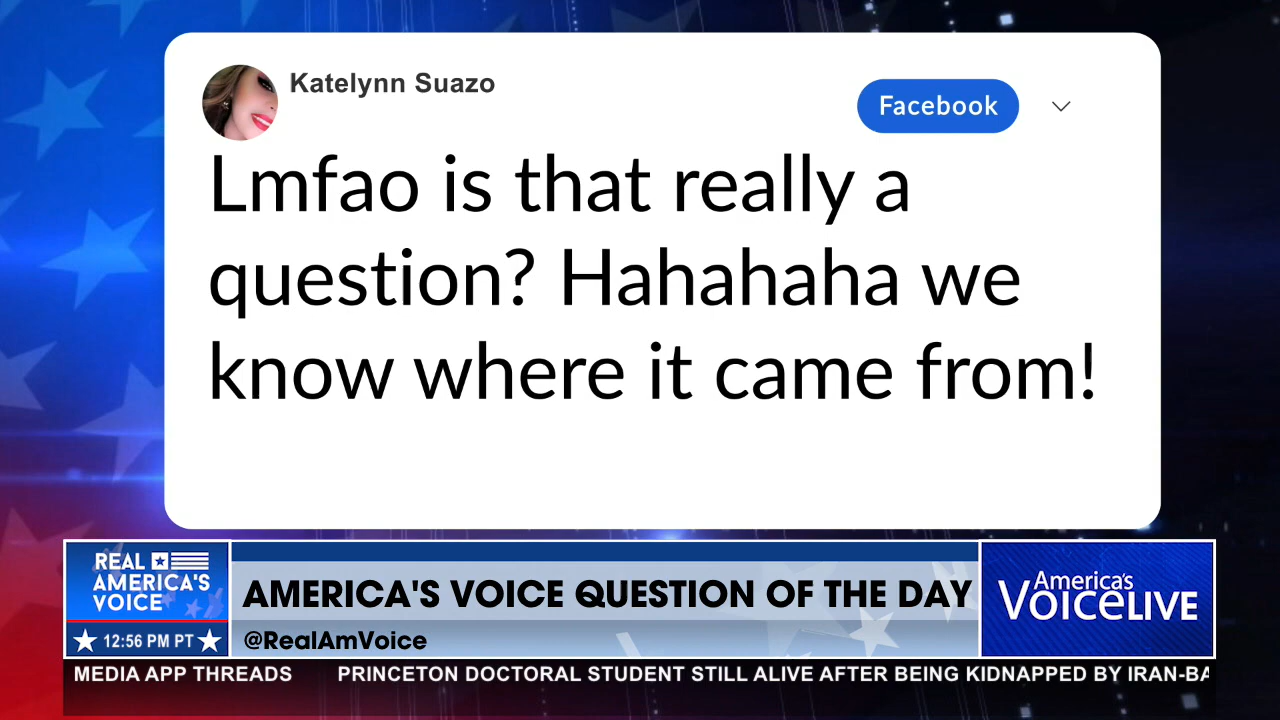 Katelynn Suazo
Facebook
Lmfao is that really a
question? Hahahaha we
know where it came from!
REAL
AMERICA'S
VOICE
12:56 PM PT
AMERICA'S VOICE QUESTION OF THE DAY
@RealAmVoice
America's
VOICE LIVE
MEDIA APP THREADS PRINCETON DOCTORAL STUDENT STILL ALIVE AFTER BEING KIDNAPPED BY IRAN-BA